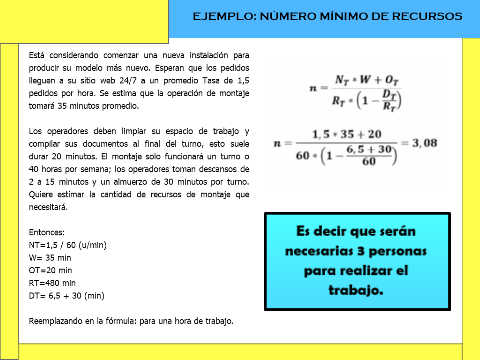 EJEMPLO: NÚMERO MÍNIMO DE RECURSOS
Está considerando comenzar una nueva instalación para
producir su modelo más nuevo. Esperan que los pedidos
lleguen a su sitio web 24/7 a un promedio Tasa de 1,5
pedidos por hora. Se estima que la operación de montaje
tomará 35 minutos promedio.
Los operadores deben limpiar su espacio de trabajo y
compilar sus documentos al final del turno, esto suele
durar 20 minutos. El montaje solo funcionará un turno o
40 horas por semana; los operadores toman descansos de
2 a 15 minutos y un almuerzo de 30 minutos por turno.
Quiere estimar la cantidad de recursos de montaje que
necesitará.
Entonces:
NT=1,5 / 60 (u/min)
W= 35 min
OT=20 min
RT=480 min
DT= 6,5 + 30 (min)
Reemplazando en la fórmula: para una hora de trabajo.
n = (N_T * W + O_T) / (R_T * (1 − D_T/R_T))
n = (1,5 * 35 + 20) / (60 * (1 − (6,5 + 30)/60)) = 3,08
Es decir que serán
necesarias 3 personas
para realizar el
trabajo.